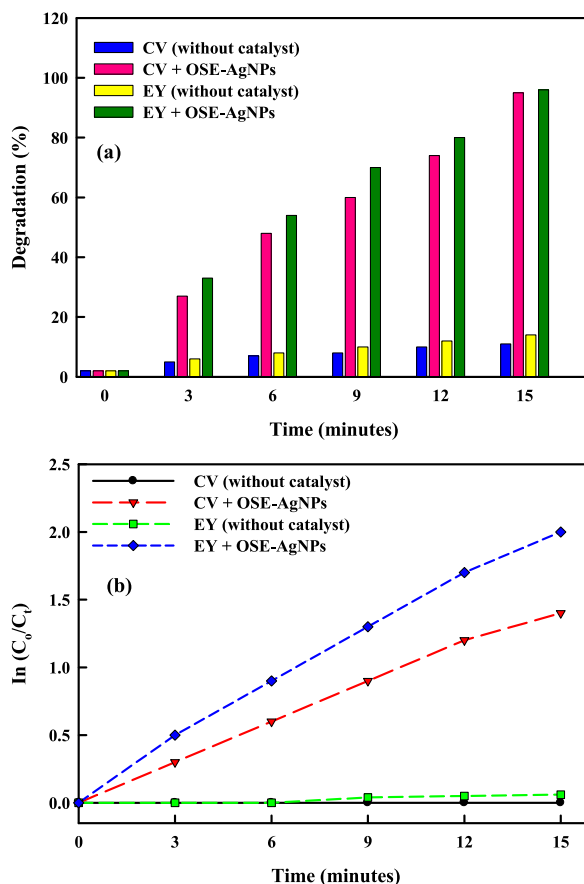 120
100
80
60
40
20
0
Degradation (%)
CV (without catalyst)
CV + OSE-AgNPs
EY (without catalyst)
EY + OSE-AgNPs
(a)
0 3 6 9 12 15
Time (minutes)
2.5
2.0
1.5
1.0
0.5
0.0
In (Co/Ct)
CV (without catalyst)
CV + OSE-AgNPs
EY (without catalyst)
EY + OSE-AgNPs
(b)
0 3 6 9 12 15
Time (minutes)